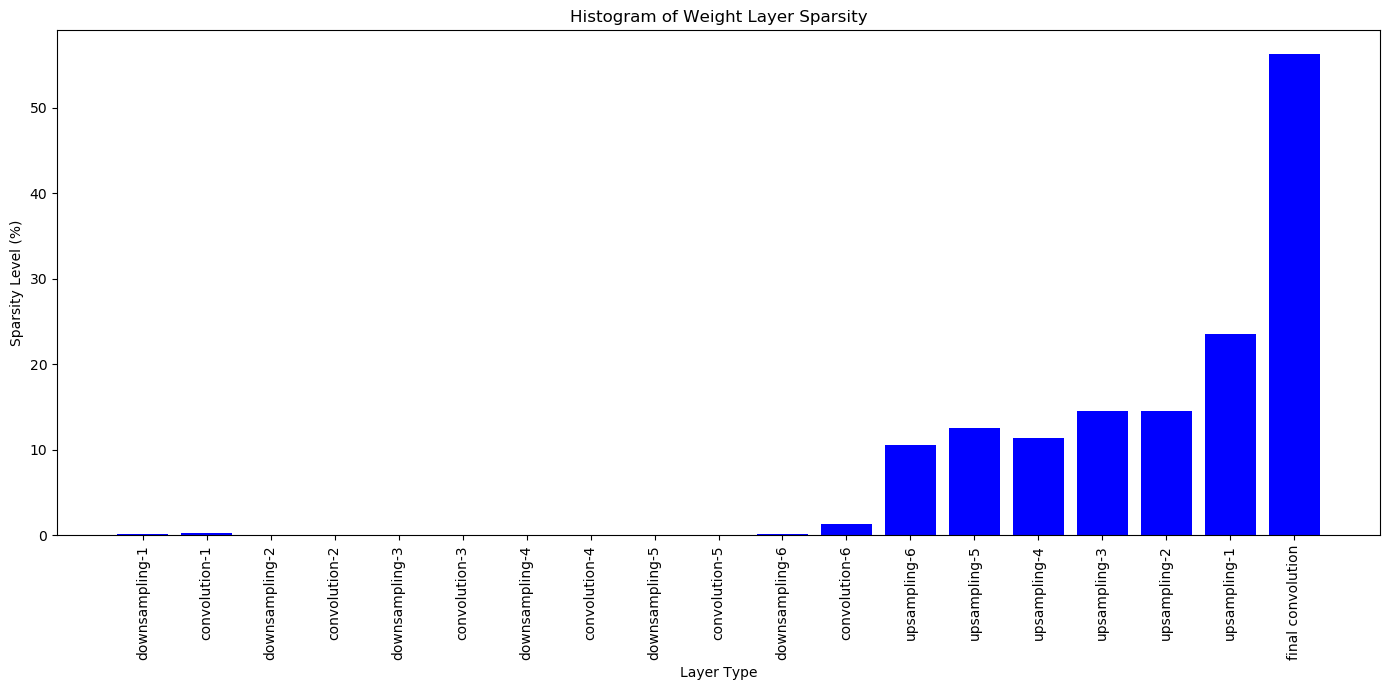 Histogram of Weight Layer Sparsity
Sparsity Level (%)
50
40
30
20
10
0
downsampling-1
convolution-1
downsampling-2
convolution-2
downsampling-3
convolution-3
downsampling-4
convolution-4
downsampling-5
convolution-5
downsampling-6
convolution-6
upsampling-6
upsampling-5
upsampling-4
upsampling-3
upsampling-2
upsampling-1
final convolution
Layer Type